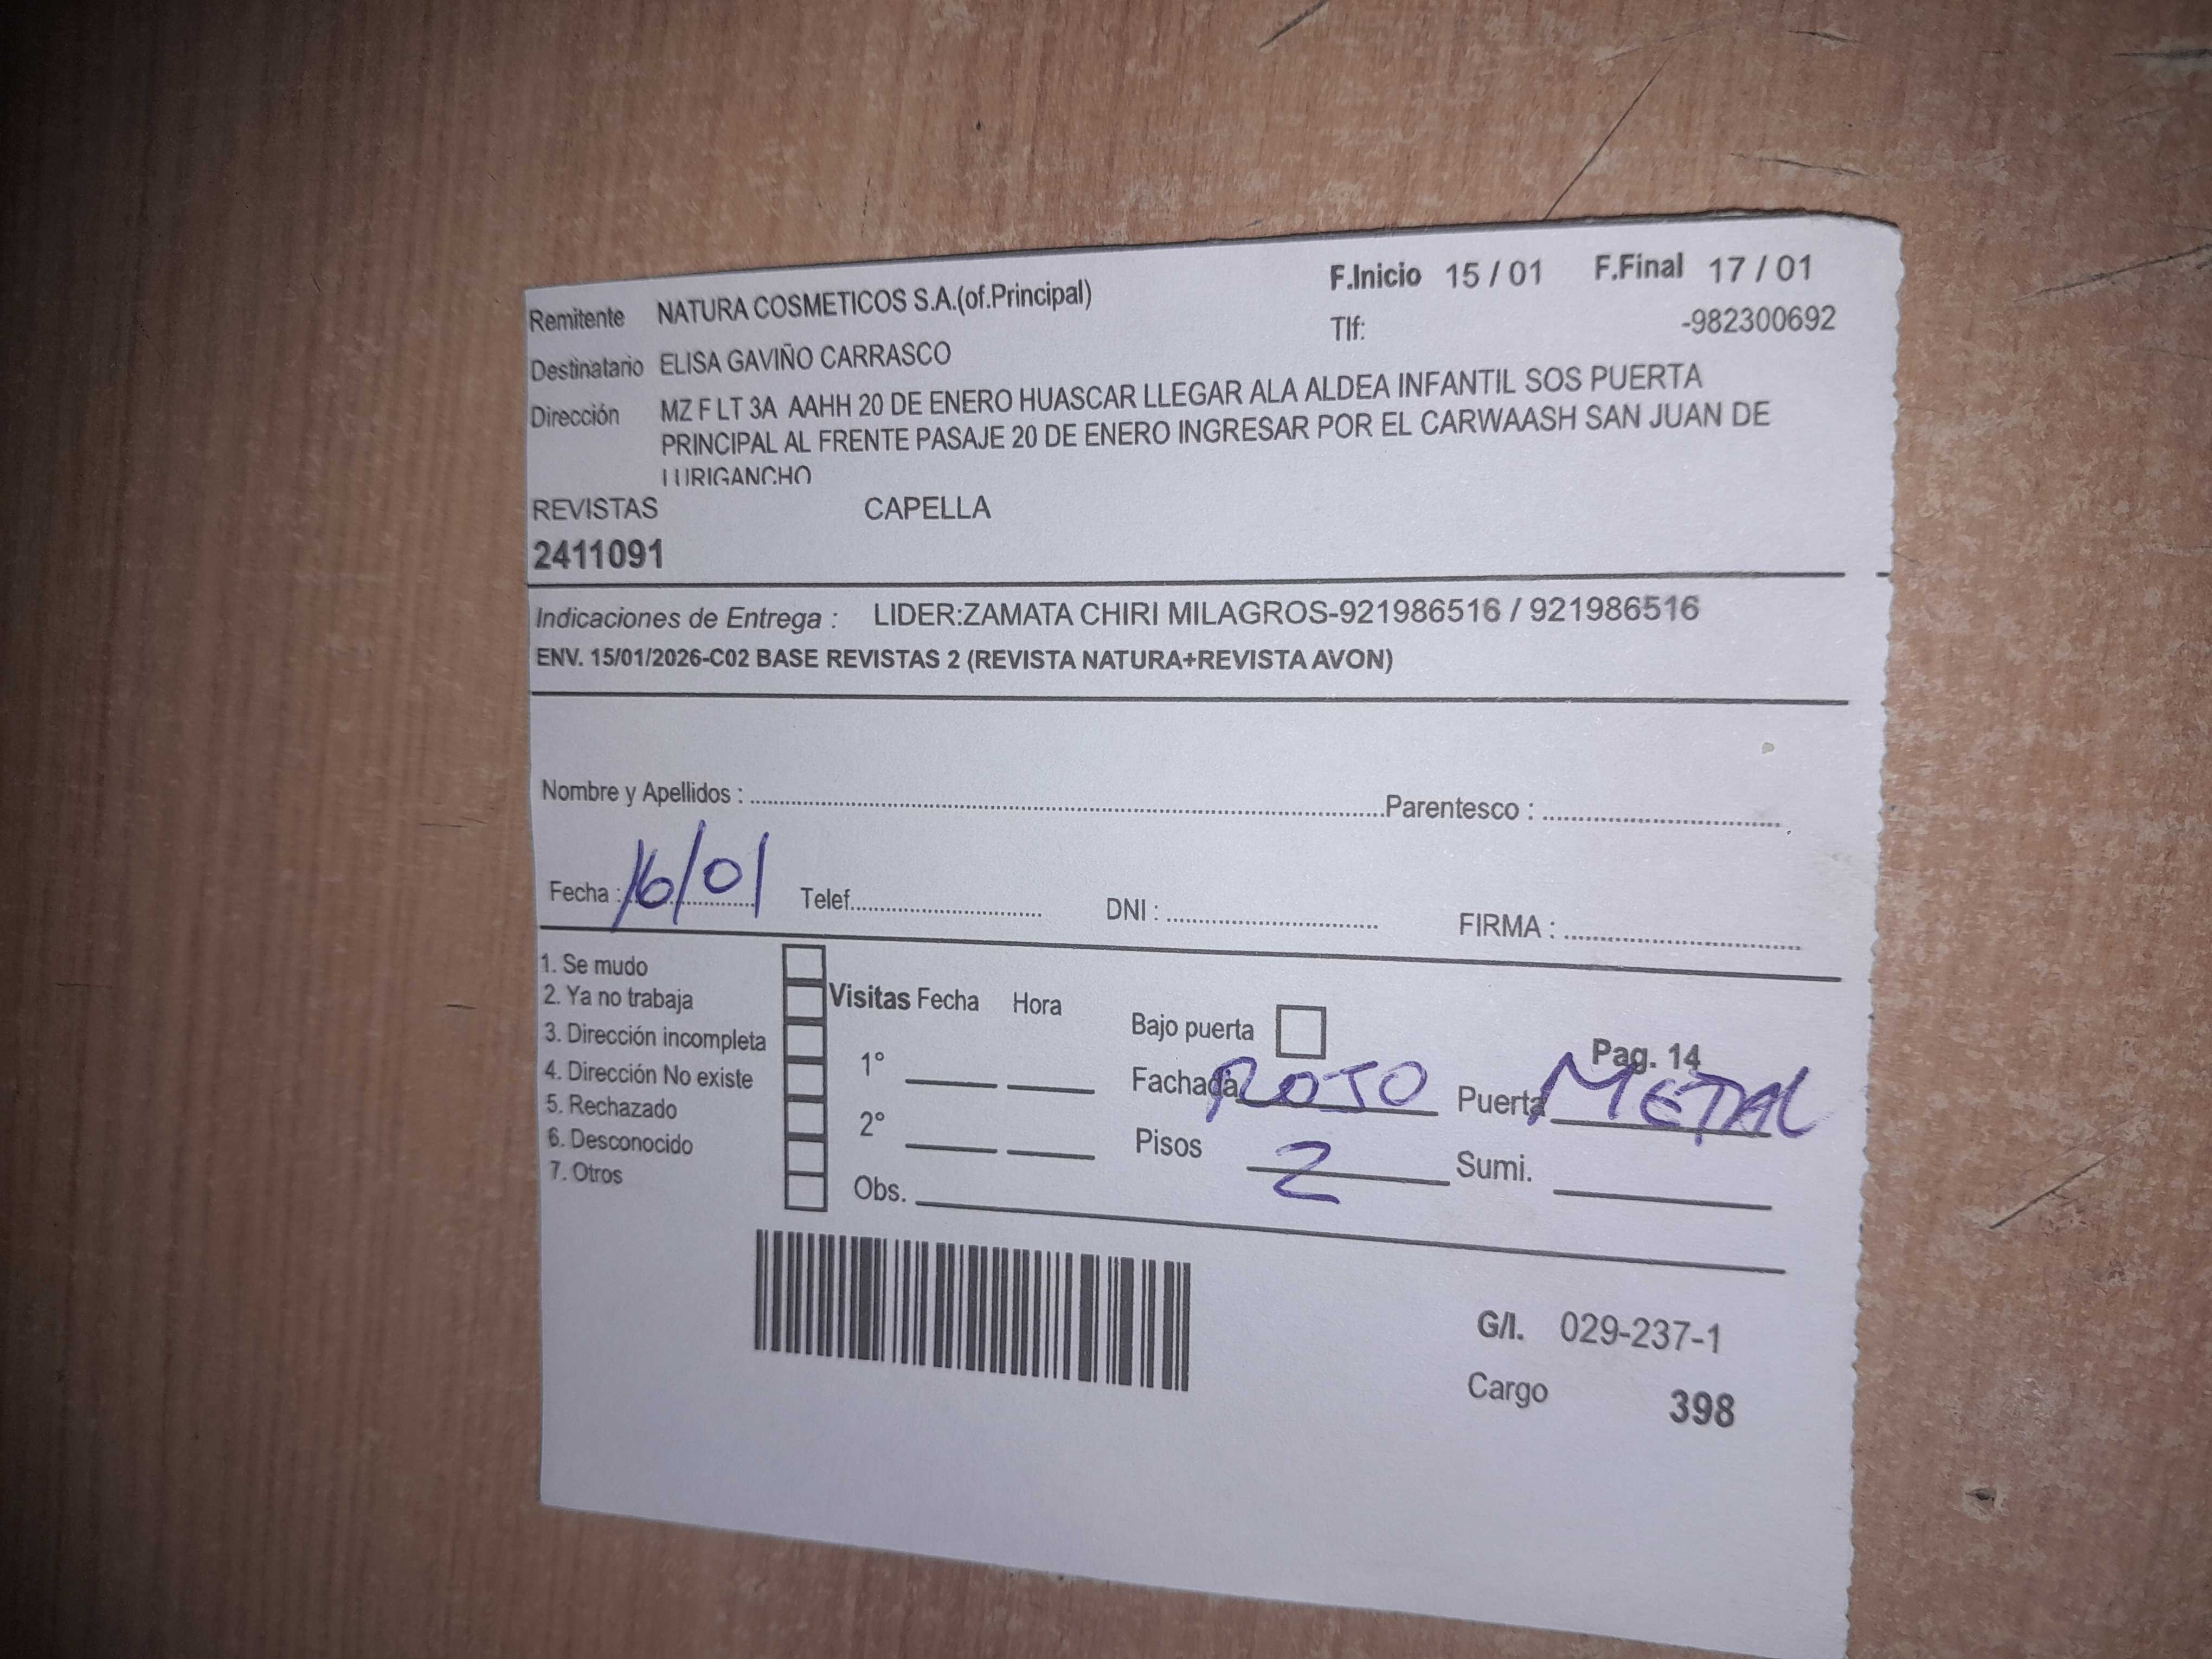 Remitente NATURA COSMETICOS S.A.(of.Principal) F.Inicio 15 / 01 F.Final 17 / 01
Tlf: -982300692
Destinatario ELISA GAVIÑO CARRASCO
Dirección MZ F LT 3A AAHH 20 DE ENERO HUASCAR LLEGAR ALA ALDEA INFANTIL SOS PUERTA
PRINCIPAL AL FRENTE PASAJE 20 DE ENERO INGRESAR POR EL CARWAASH SAN JUAN DE
LURIGANCHO
REVISTAS CAPELLA
2411091
Indicaciones de Entrega : LIDER:ZAMATA CHIRI MILAGROS-921986516 / 921986516
ENV. 15/01/2026-C02 BASE REVISTAS 2 (REVISTA NATURA+REVISTA AVON)
Nombre y Apellidos : Parentesco :
Fecha : 16/01 Telef. DNI : FIRMA :
1. Se mudo
2. Ya no trabaja
3. Dirección incompleta
4. Dirección No existe
5. Rechazado
6. Desconocido
7. Otros
Visitas Fecha Hora
1°
2°
Obs.
Bajo puerta
Pag. 14
Fachada ROJO Puerta METAL
Pisos 2 Sumi.
G/I. 029-237-1
Cargo 398